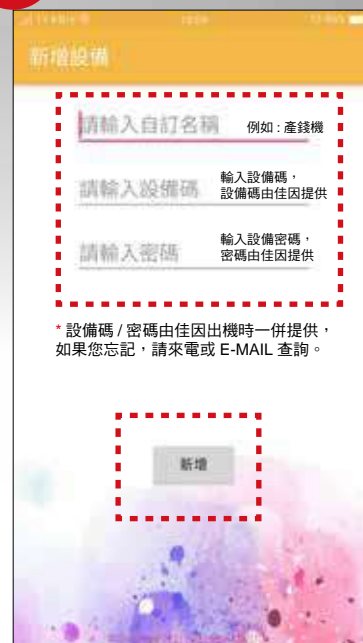 新增設備
請輸入自訂名稱 例如 : 產錢機
請輸入設備碼 輸入設備碼，
設備碼由佳因提供
請輸入密碼 輸入設備密碼，
密碼由佳因提供
* 設備碼 / 密碼由佳因出機時一併提供，
如果您忘記，請來電或 E-MAIL 查詢。
新增